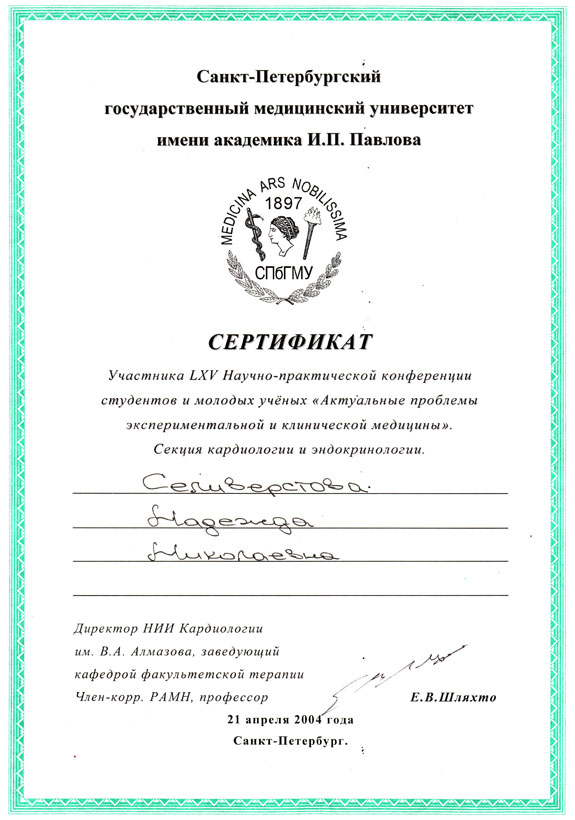 Санкт-Петербургский
государственный медицинский университет
имени академика И.П. Павлова
MEDICINA ARS NOBILISSIMA
1897
СПбГМУ
СЕРТИФИКАТ
Участника LXV Научно-практической конференции
студентов и молодых учёных «Актуальные проблемы
экспериментальной и клинической медицины».
Секция кардиологии и эндокринологии.
Селиверстова
Надежда
Николаевна
Директор НИИ Кардиологии
им. В.А. Алмазова, заведующий
кафедрой факультетской терапии
Член-корр. РАМН, профессор
Е.В.Шляхто
21 апреля 2004 года
Санкт-Петербург.